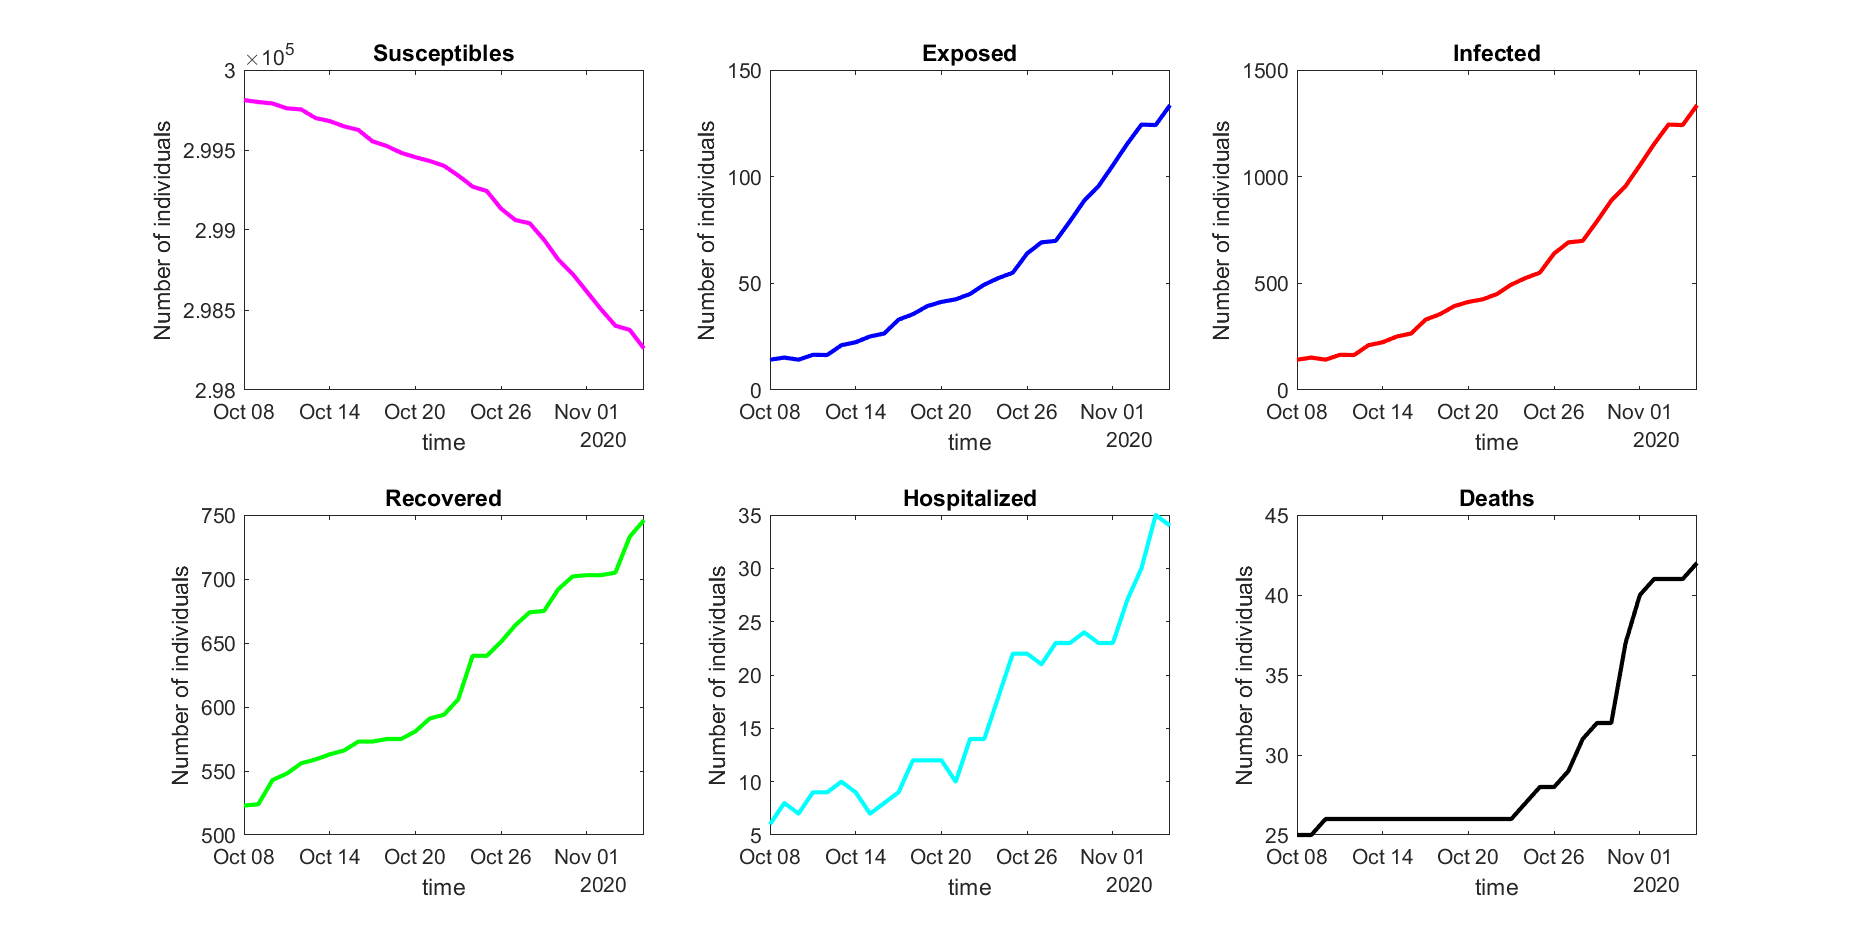 Susceptibles
×10^5
3
2.995
2.99
2.985
2.98
Number of individuals
Oct 08 Oct 14 Oct 20 Oct 26 Nov 01
time
2020
Exposed
150
100
50
0
Number of individuals
Oct 08 Oct 14 Oct 20 Oct 26 Nov 01
time
2020
Infected
1500
1000
500
0
Number of individuals
Oct 08 Oct 14 Oct 20 Oct 26 Nov 01
time
2020
Recovered
750
700
650
600
550
500
Number of individuals
Oct 08 Oct 14 Oct 20 Oct 26 Nov 01
time
2020
Hospitalized
35
30
25
20
15
10
5
Number of individuals
Oct 08 Oct 14 Oct 20 Oct 26 Nov 01
time
2020
Deaths
45
40
35
30
25
Number of individuals
Oct 08 Oct 14 Oct 20 Oct 26 Nov 01
time
2020